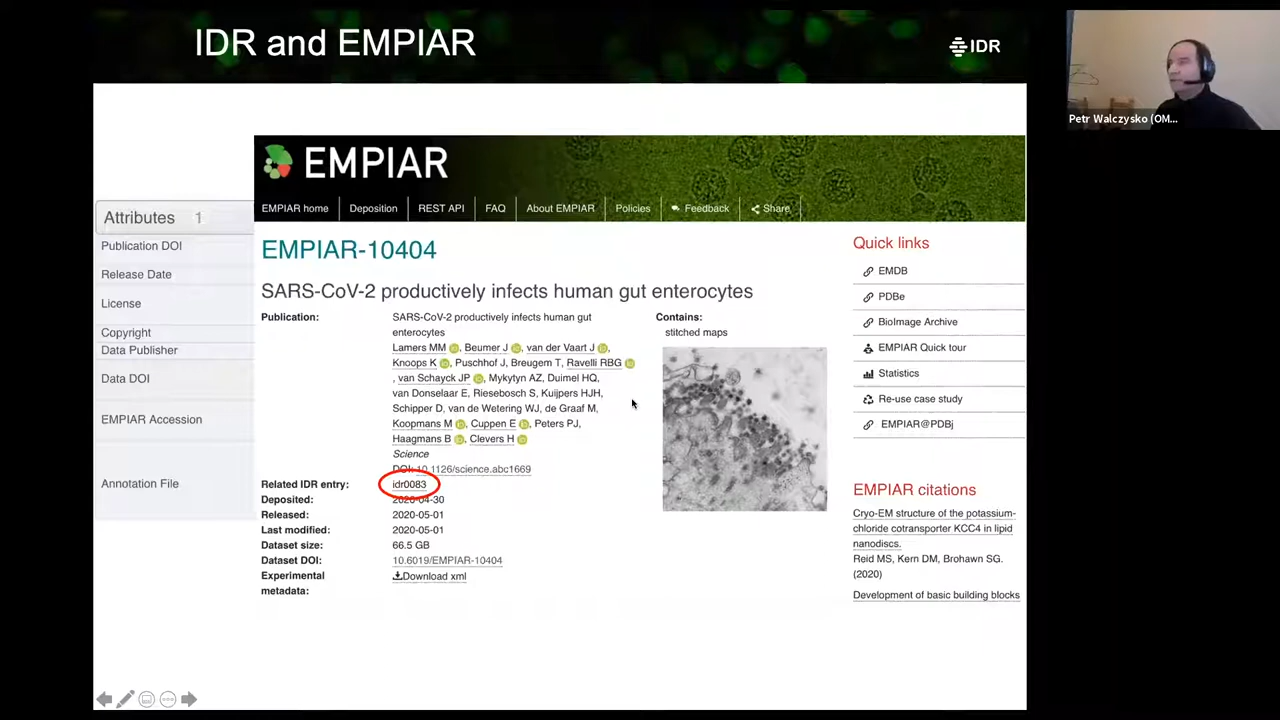 IDR and EMPIAR
IDR
Petr Walczysko (OM...
EMPIAR
EMPIAR home
Deposition
REST API
FAQ
About EMPIAR
Policies
Feedback
Share
Attributes 1
Publication DOI
Release Date
License
Copyright
Data Publisher
Data DOI
EMPIAR Accession
Annotation File
EMPIAR-10404
SARS-CoV-2 productively infects human gut enterocytes
Publication:
SARS-CoV-2 productively infects human gut
enterocytes
Lamers MM , Beumer J , van der Vaart J ,
Knoops K , Puschhof J, Breugem T, Ravelli RBG
, van Schayck JP , Mykytyn AZ, Duimel HQ,
van Donselaar E, Riesebosch S, Kuijpers HJH,
Schipper D, van de Wetering WJ, de Graaf M,
Koopmans M , Cuppen E , Peters PJ,
Haagmans B , Clevers H
Science
DOI: 10.1126/science.abc1669
Related IDR entry: idr0083
Deposited: 2020-04-30
Released: 2020-05-01
Last modified: 2020-05-01
Dataset size: 66.5 GB
Dataset DOI: 10.6019/EMPIAR-10404
Experimental Download xml
metadata:
Contains:
stitched maps
Quick links
EMDB
PDBe
BioImage Archive
EMPIAR Quick tour
Statistics
Re-use case study
EMPIAR@PDBj
EMPIAR citations
Cryo-EM structure of the potassium-
chloride cotransporter KCC4 in lipid
nanodiscs.
Reid MS, Kern DM, Brohawn SG.
(2020)
Development of basic building blocks